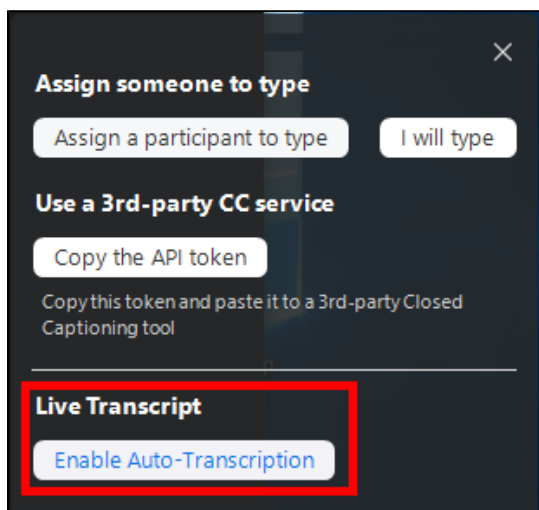 Assign someone to type
Assign a participant to type
I will type
Use a 3rd-party CC service
Copy the API token
Copy this token and paste it to a 3rd-party Closed
Captioning tool
Live Transcript
Enable Auto-Transcription